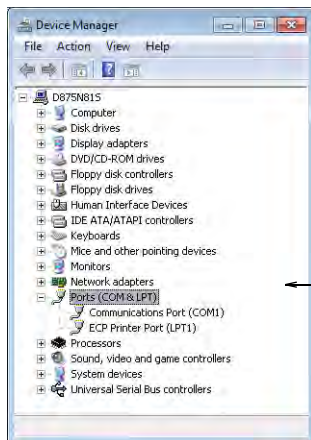 Device Manager
File Action View Help
D875N815
Computer
Disk drives
Display adapters
DVD/CD-ROM drives
Floppy disk controllers
Floppy disk drives
Human Interface Devices
IDE ATA/ATAPI controllers
Keyboards
Mice and other pointing devices
Monitors
Network adapters
Ports (COM & LPT)
Communications Port (COM1)
ECP Printer Port (LPT1)
Processors
Sound, video and game controllers
System devices
Universal Serial Bus controllers